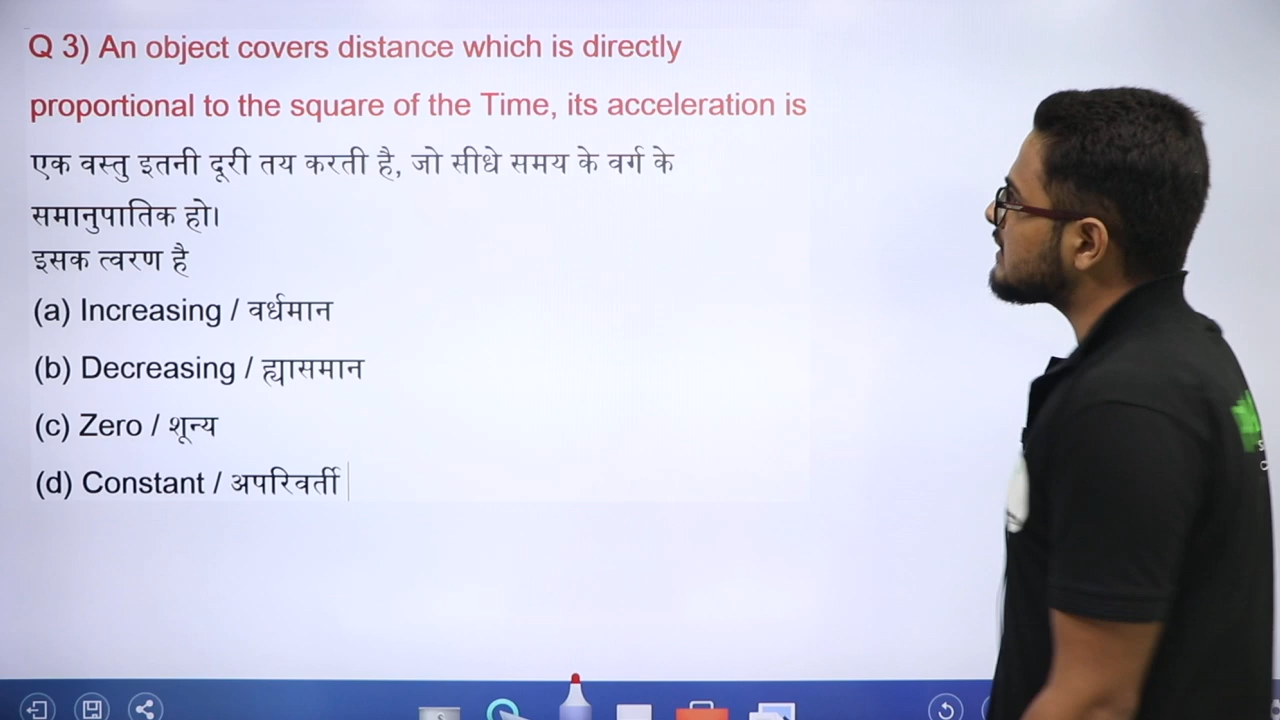 Q 3) An object covers distance which is directly
proportional to the square of the Time, its acceleration is
एक वस्तु इतनी दूरी तय करती है, जो सीधे समय के वर्ग के
समानुपातिक हो।
इसक त्वरण है
(a) Increasing / वर्धमान
(b) Decreasing / ह्यासमान
(c) Zero / शून्य
(d) Constant / अपरिवर्ती